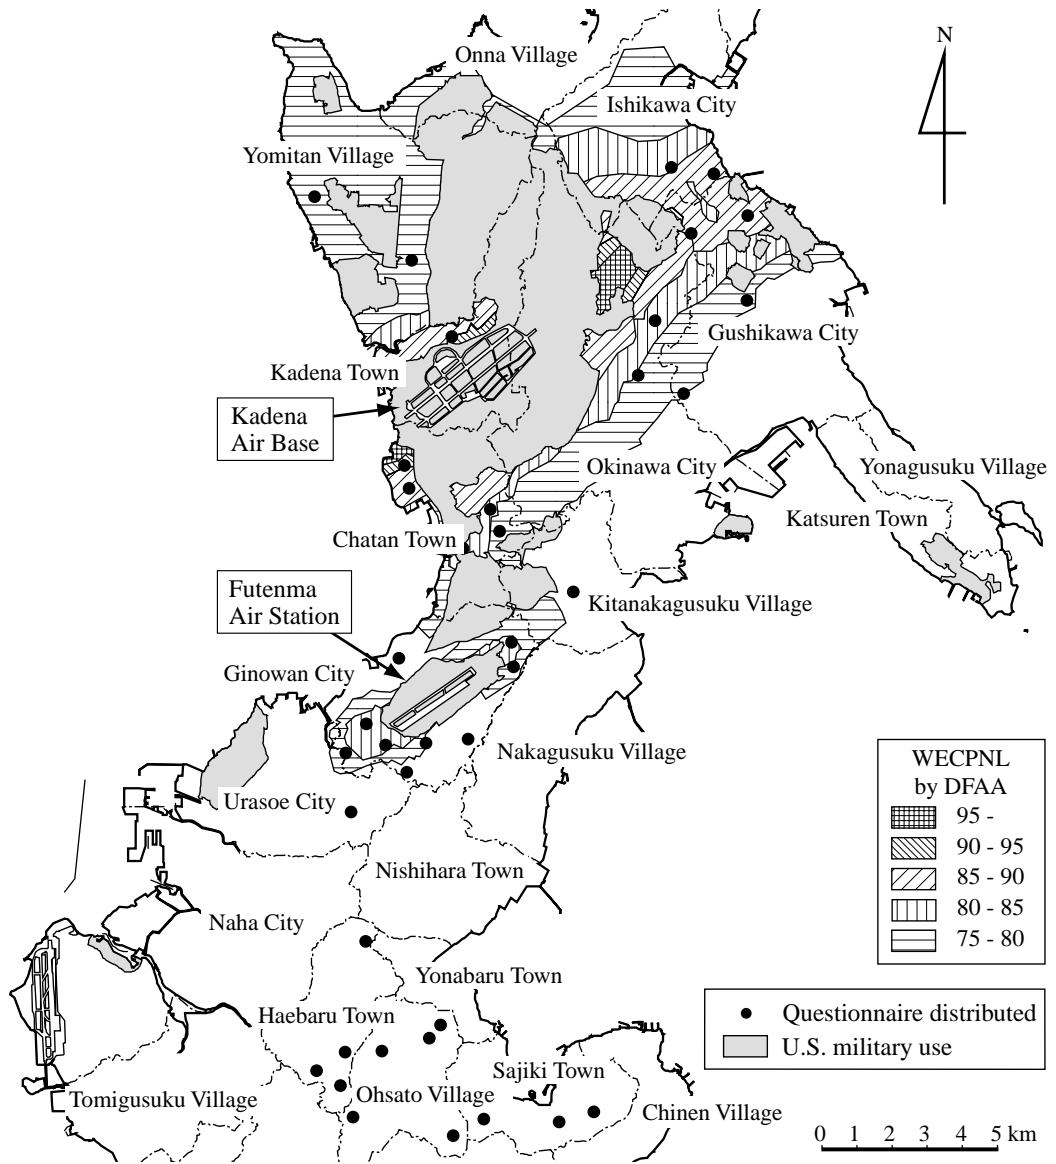 Onna Village
N
Ishikawa City
Yomitan Village
Gushikawa City
Kadena Town
Kadena
Air Base
Okinawa City
Yonagusuku Village
Katsuren Town
Chatan Town
Futenma
Air Station
Kitanakagusuku Village
Ginowan City
Nakagusuku Village
WECPNL
by DFAA
95 -
90 - 95
85 - 90
80 - 85
75 - 80
Urasoe City
Nishihara Town
Naha City
Yonabaru Town
Haebaru Town
Questionnaire distributed
U.S. military use
Sajiki Town
Ohsato Village
Tomigusuku Village
Chinen Village
0 1 2 3 4 5 km